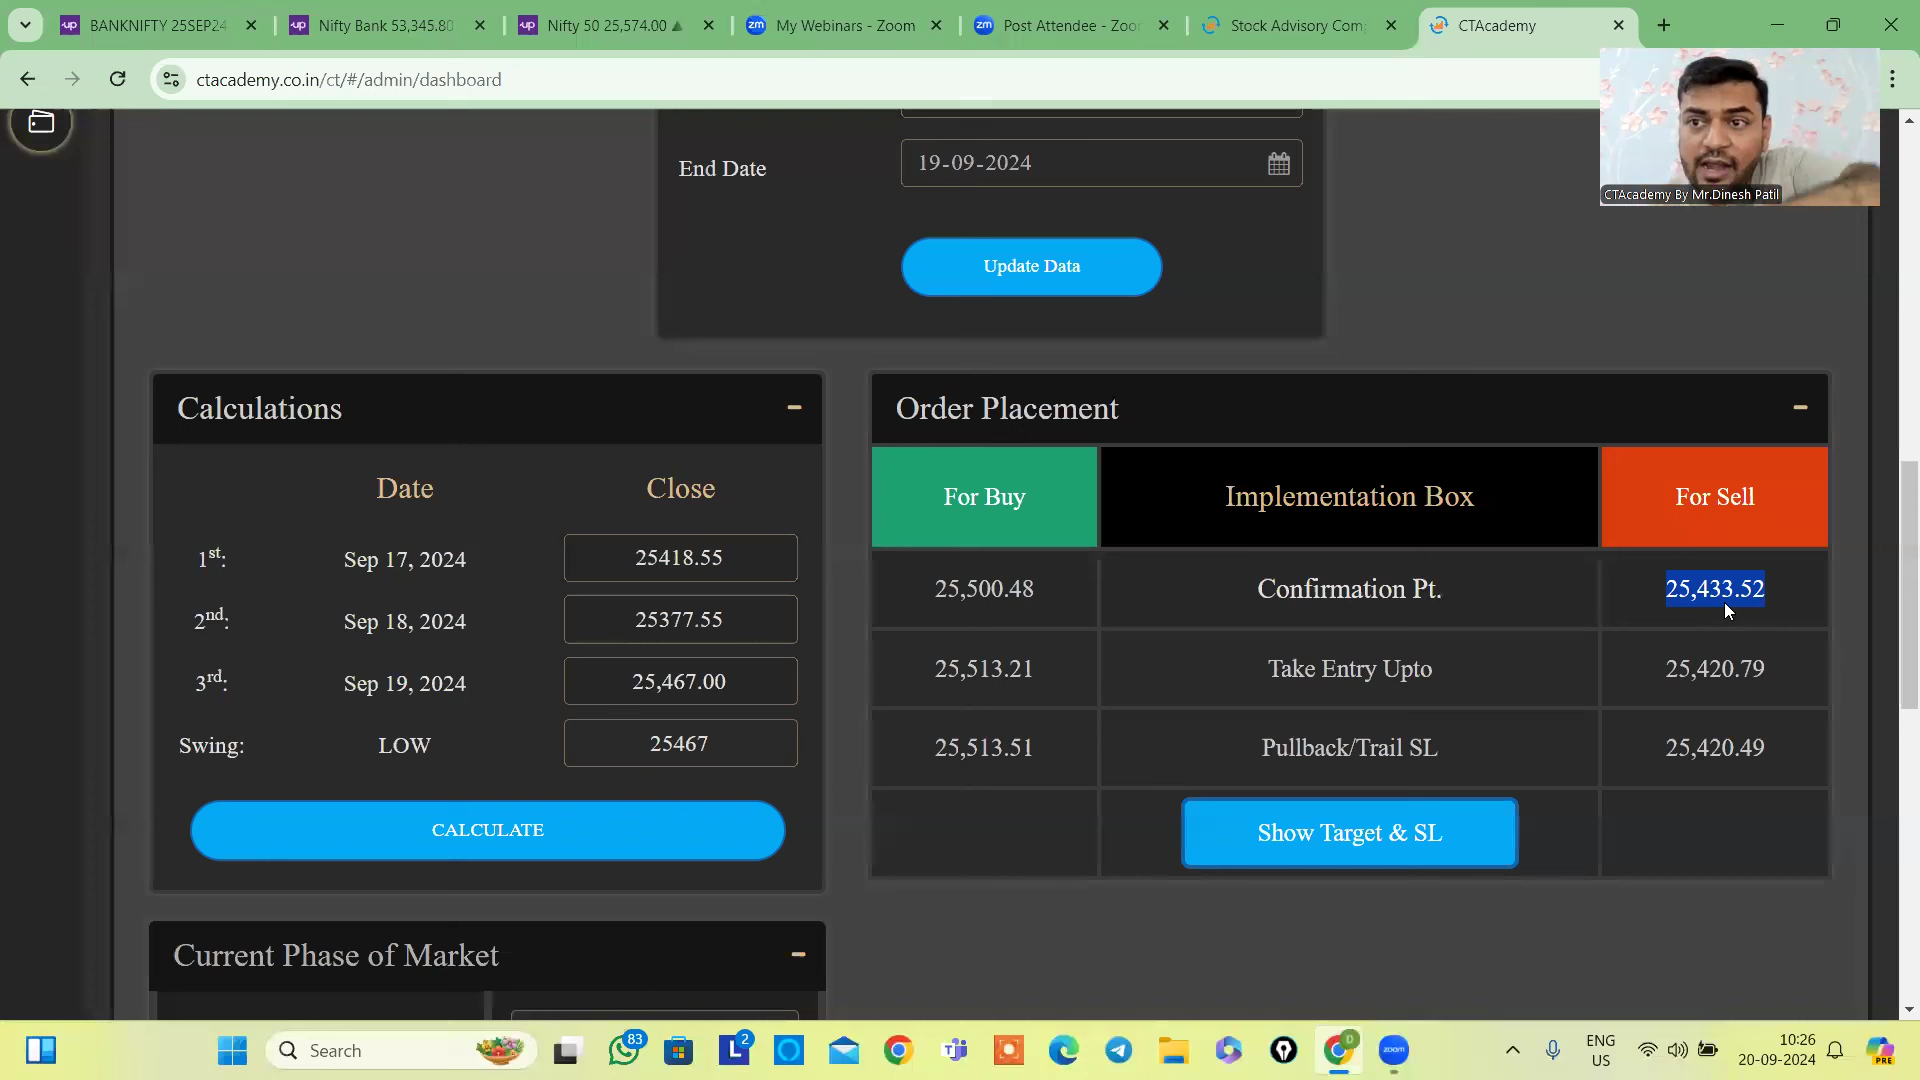 BANKNIFTY 25SEP24
Nifty Bank 53,345.80
Nifty 50 25,574.00 ▲
My Webinars - Zoom
Post Attendee - Zoom
Stock Advisory Com
CTAcademy
ctacademy.co.in/ct/#/admin/dashboard
CTAcademy By Mr.Dinesh Patil
End Date
19-09-2024
Update Data
Calculations
Date Close
1st: Sep 17, 2024 25418.55
2nd: Sep 18, 2024 25377.55
3rd: Sep 19, 2024 25,467.00
Swing: LOW 25467
CALCULATE
Order Placement
For Buy Implementation Box For Sell
25,500.48 Confirmation Pt. 25,433.52
25,513.21 Take Entry Upto 25,420.79
25,513.51 Pullback/Trail SL 25,420.49
Show Target & SL
Current Phase of Market
Search
83
2
zoom
ENG
US
10:26
20-09-2024
PRE